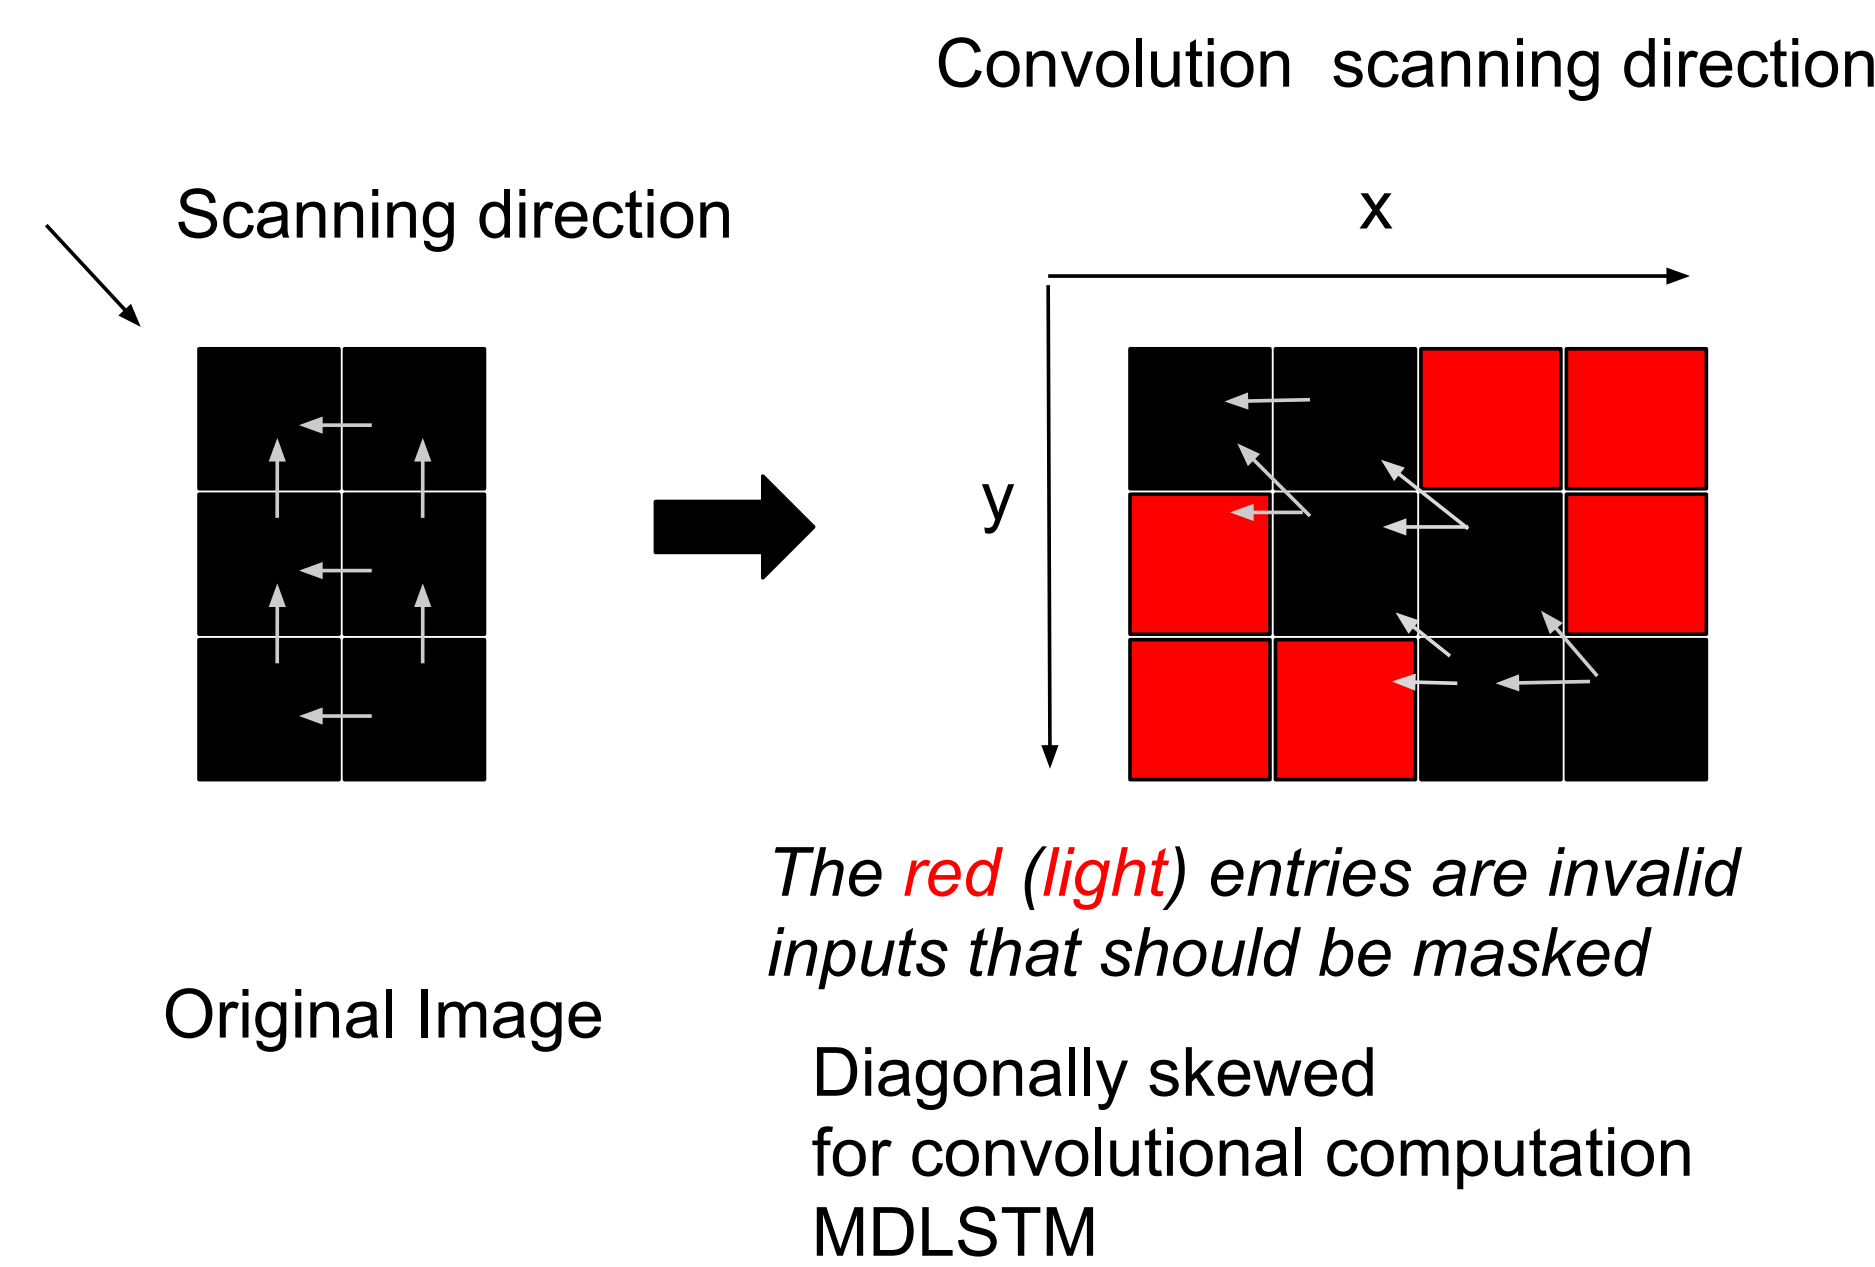 Convolution scanning direction
Scanning direction
x
y
The red (light) entries are invalid
inputs that should be masked
Original Image
Diagonally skewed
for convolutional computation
MDLSTM